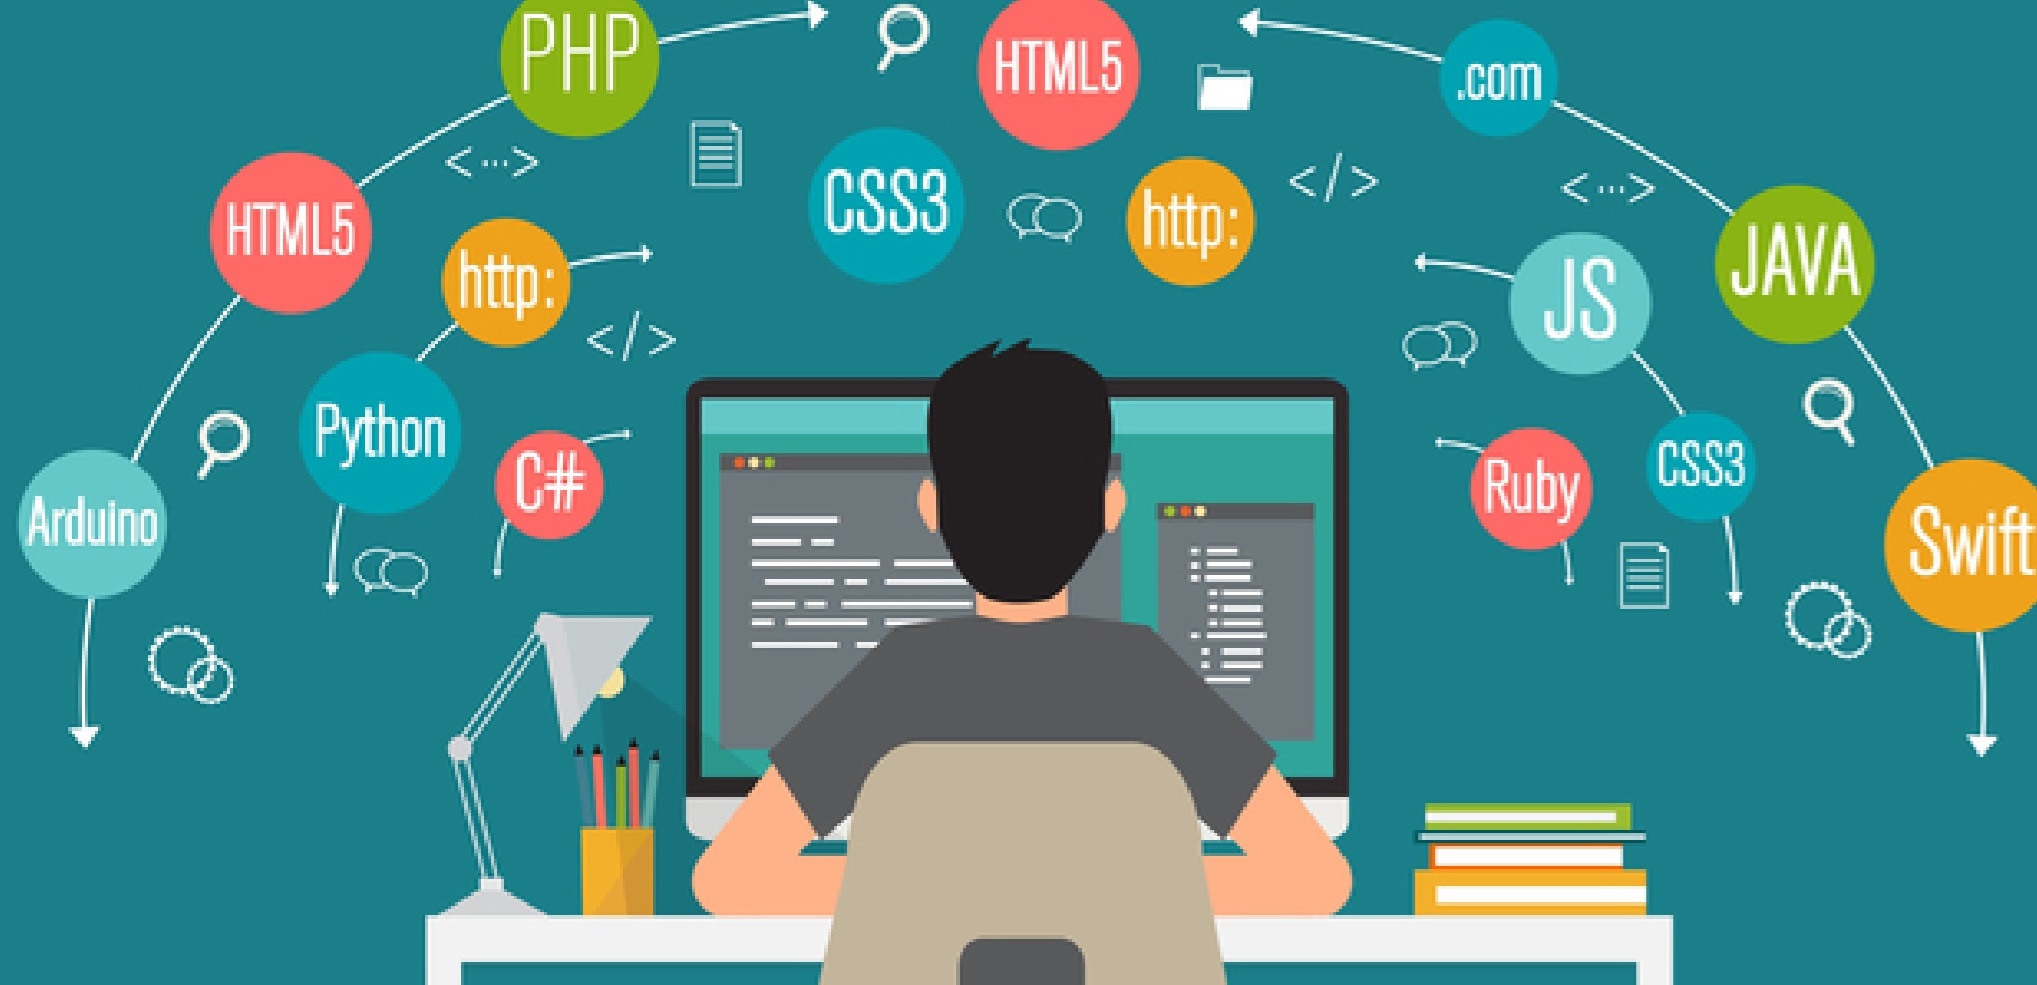 PHP
HTML5
.com
HTML5
CSS3
http:
http:
JS
JAVA
Python
C#
Ruby
CSS3
Arduino
Swift